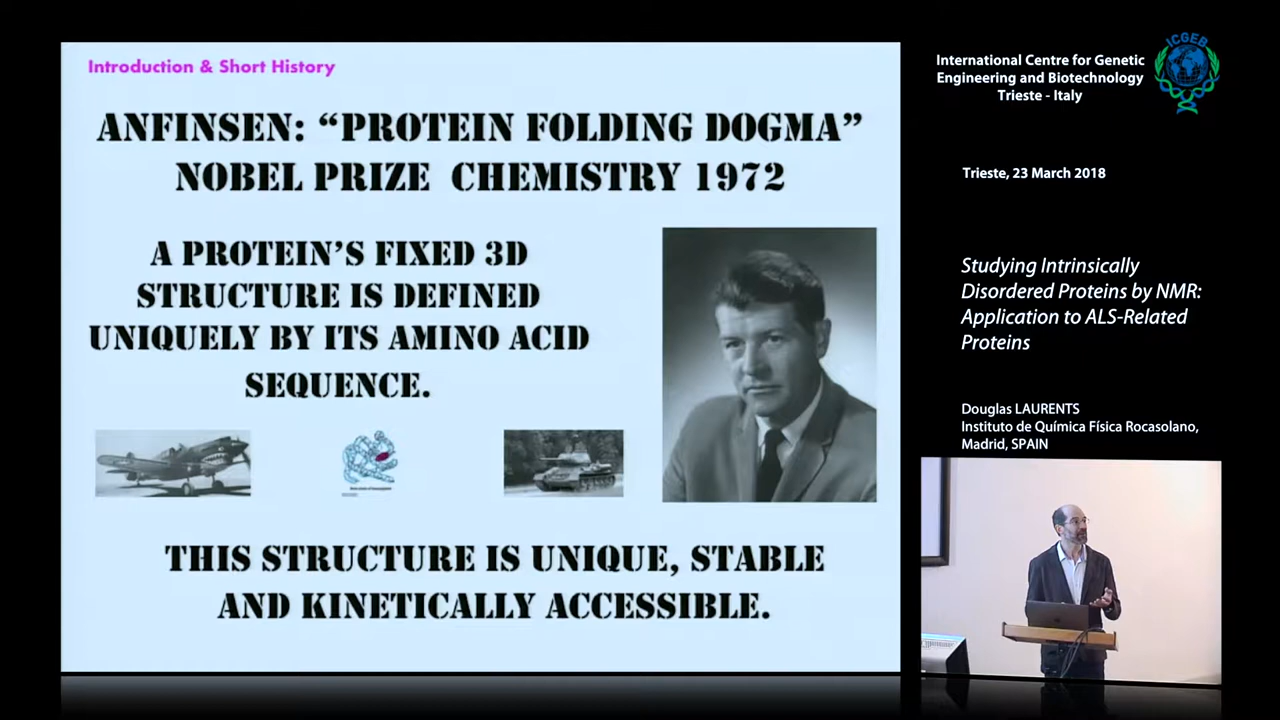 Introduction & Short History
ANFINSEN: “PROTEIN FOLDING DOGMA”
NOBEL PRIZE CHEMISTRY 1972
A PROTEIN’S FIXED 3D
STRUCTURE IS DEFINED
UNIQUELY BY ITS AMINO ACID
SEQUENCE.
THIS STRUCTURE IS UNIQUE, STABLE
AND KINETICALLY ACCESSIBLE.
International Centre for Genetic
Engineering and Biotechnology
Trieste - Italy
ICGEB
Trieste, 23 March 2018
Studying Intrinsically
Disordered Proteins by NMR:
Application to ALS-Related
Proteins
Douglas LAURENTS
Instituto de Química Física Rocasolano,
Madrid, SPAIN